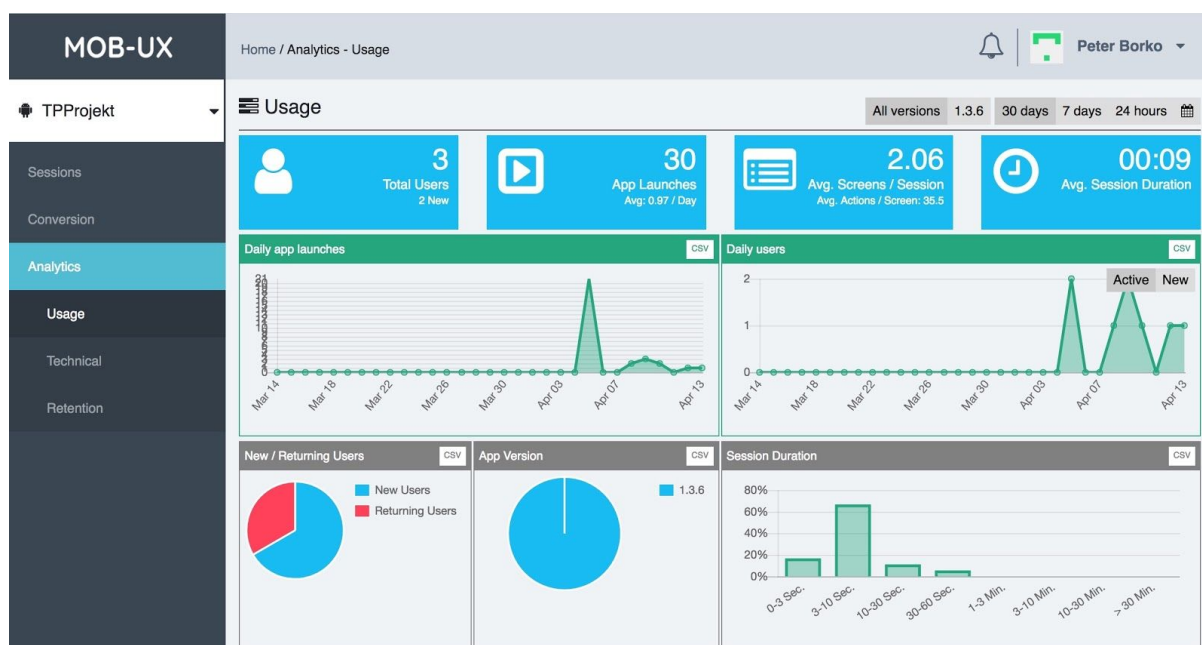 MOB-UX
Home / Analytics - Usage
Peter Borko
TPProjekt
Usage
All versions 1.3.6 30 days 7 days 24 hours
Sessions
Conversion
Analytics
Usage
Technical
Retention
3
Total Users
2 New
30
App Launches
Avg: 0.97 / Day
2.06
Avg. Screens / Session
Avg. Actions / Screen: 35.5
00:09
Avg. Session Duration
Daily app launches CSV
21
0
Mar 14 Mar 18 Mar 22 Mar 26 Mar 30 Apr 03 Apr 07 Apr 13
Daily users CSV
Active New
2
1
0
Mar 14 Mar 18 Mar 22 Mar 26 Mar 30 Apr 03 Apr 07 Apr 13
New / Returning Users CSV
New Users
Returning Users
App Version CSV
1.3.6
Session Duration CSV
80%
60%
40%
20%
0%
0-3 Sec. 3-10 Sec. 10-30 Sec. 30-60 Sec. 1-3 Min. 3-10 Min. 10-30 Min. > 30 Min.